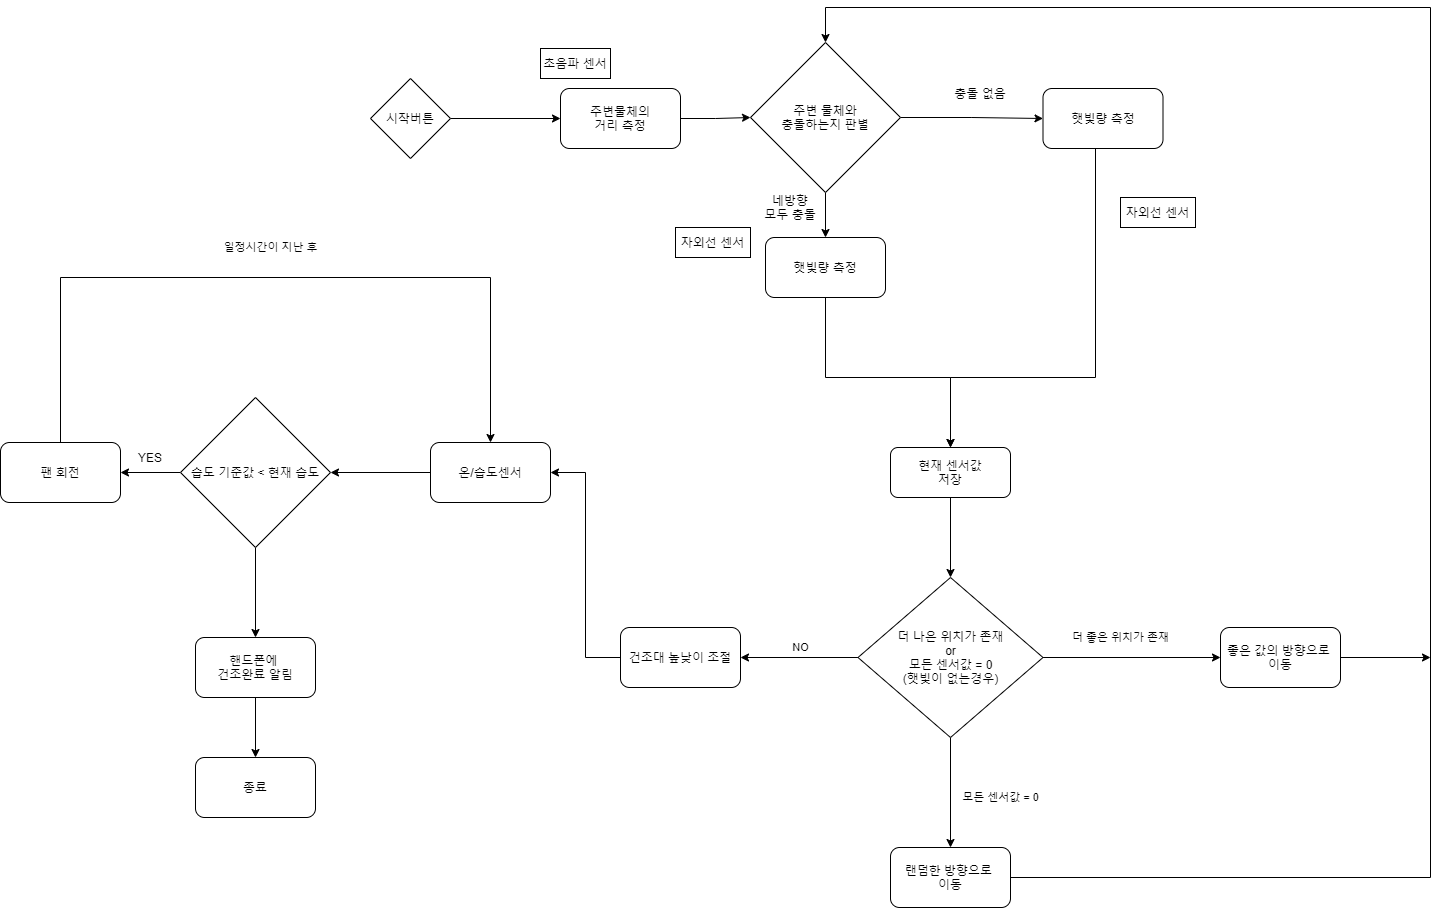 초음파 센서
시작버튼
주변물체의
거리 측정
주변 물체와
충돌하는지 판별
충돌 없음
햇빛량 측정
네방향
모두 충돌
자외선 센서
자외선 센서
햇빛량 측정
일정시간이 지난 후
현재 센서값
저장
팬 회전
YES
습도 기준값 < 현재 습도
온/습도센서
더 나은 위치가 존재
or
모든 센서값 = 0
(햇빛이 없는경우)
NO
건조대 높낮이 조절
더 좋은 위치가 존재
좋은 값의 방향으로
이동
핸드폰에
건조완료 알림
종료
모든 센서값 = 0
랜덤한 방향으로
이동